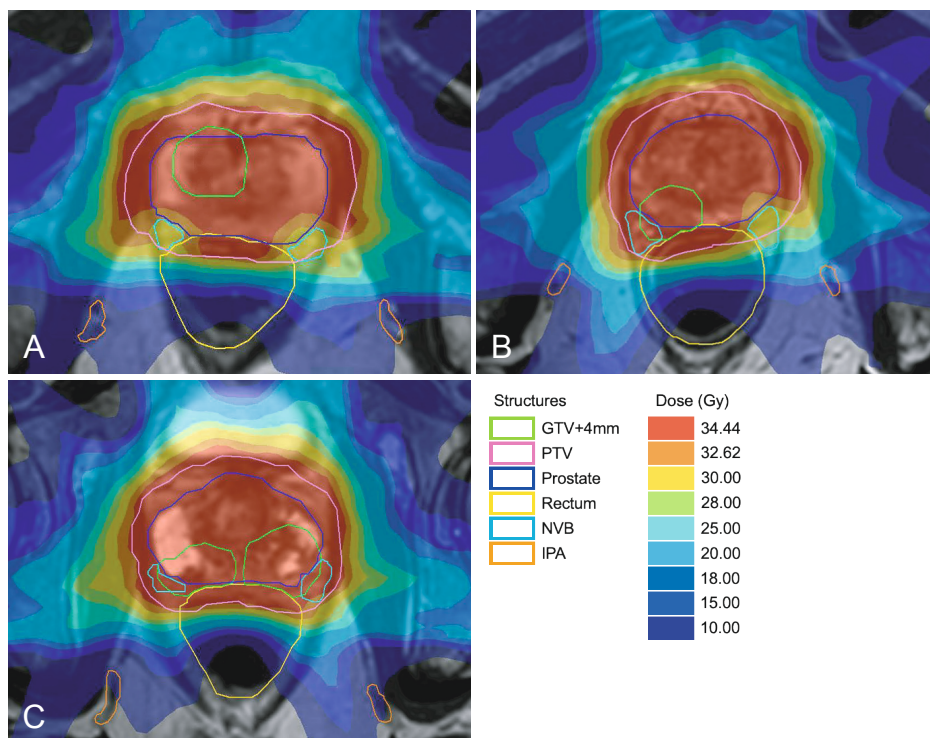 A
B
C
Structures
GTV+4mm
PTV
Prostate
Rectum
NVB
IPA
Dose (Gy)
34.44
32.62
30.00
28.00
25.00
20.00
18.00
15.00
10.00